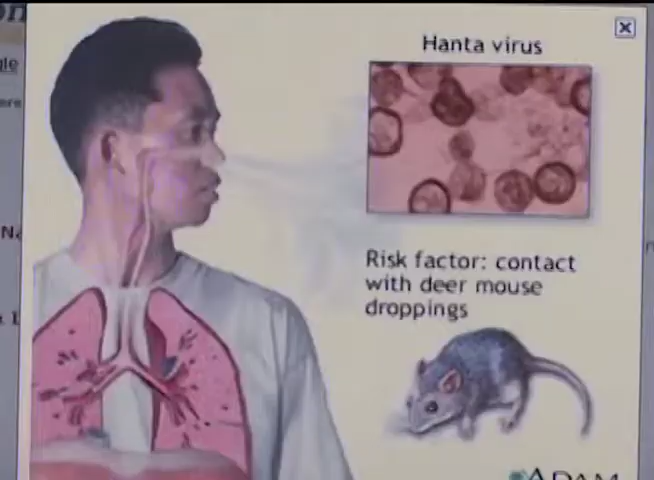 Hanta virus
Risk factor: contact
with deer mouse
droppings
ADAM